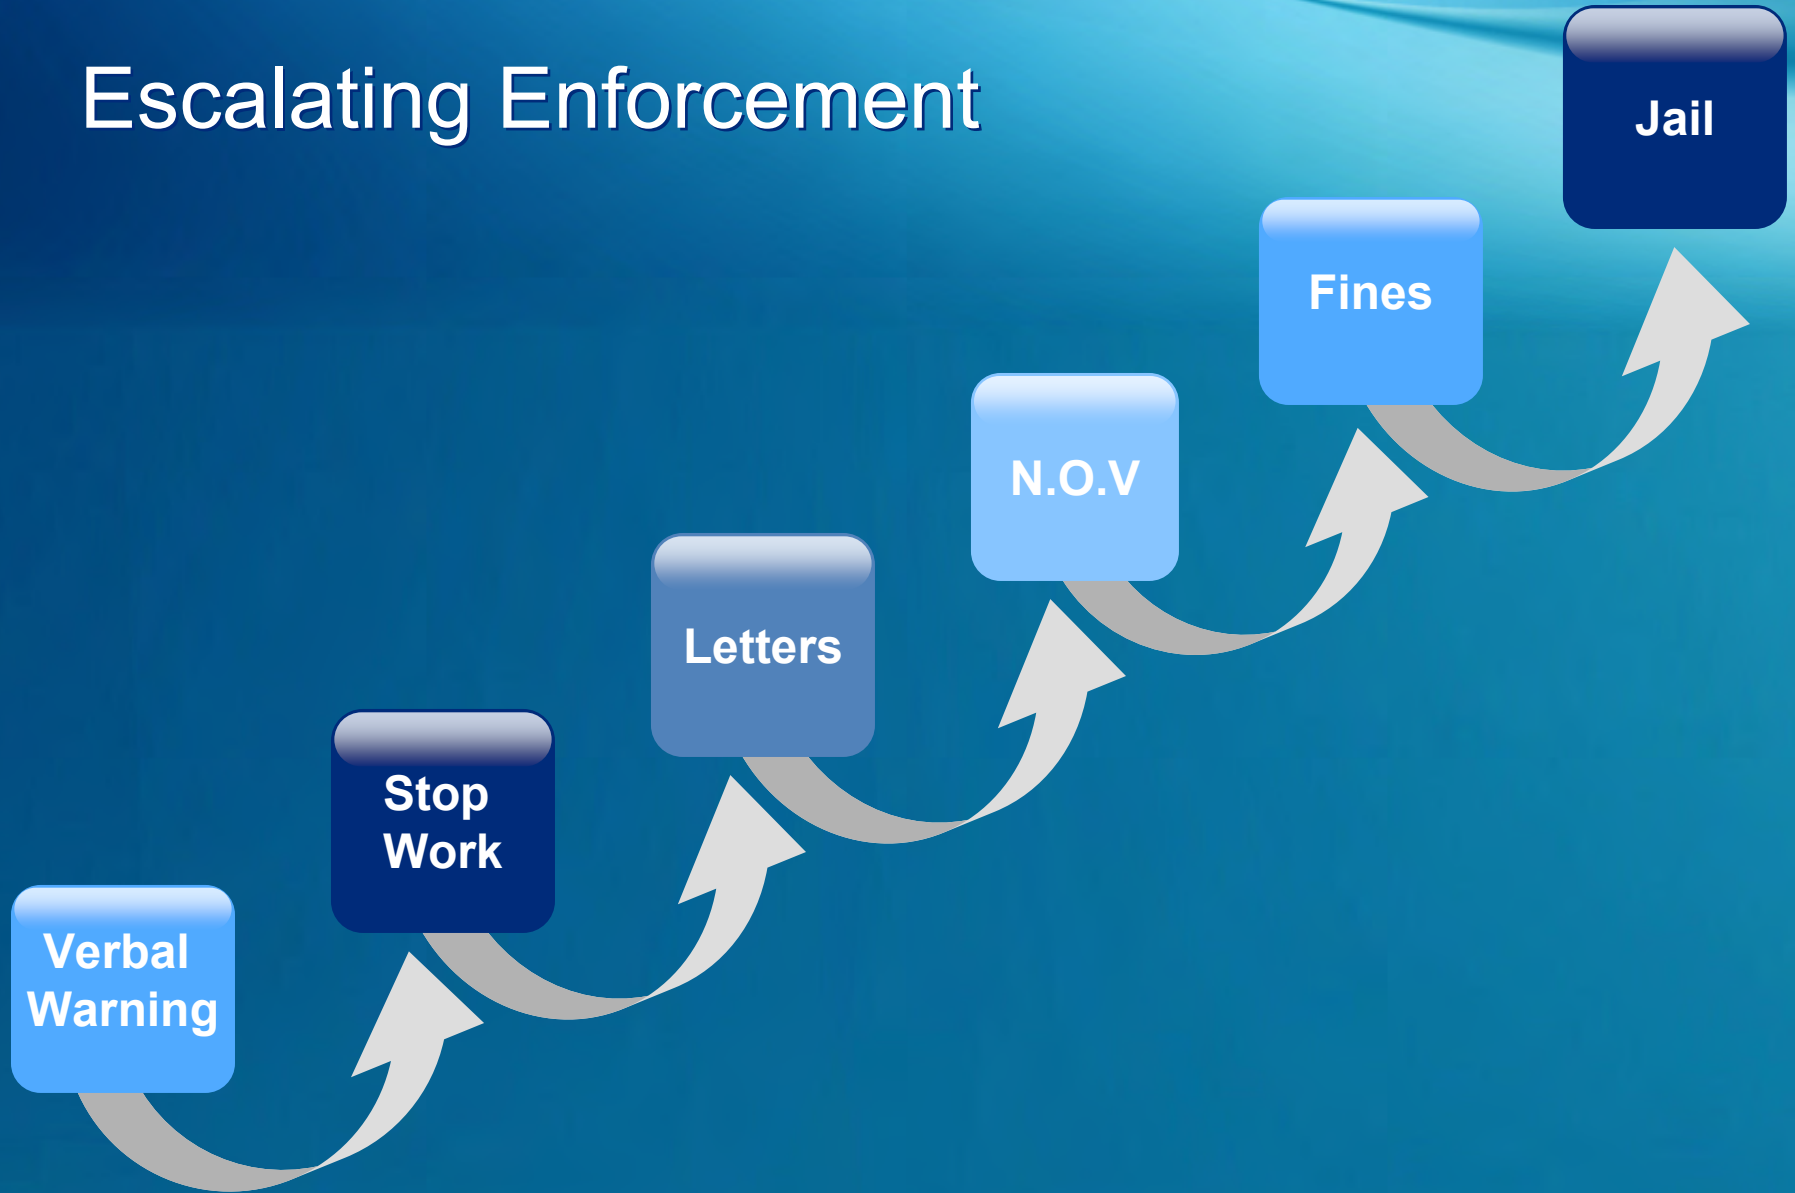 Escalating Enforcement
Jail
Fines
N.O.V
Letters
Stop
Work
Verbal
Warning